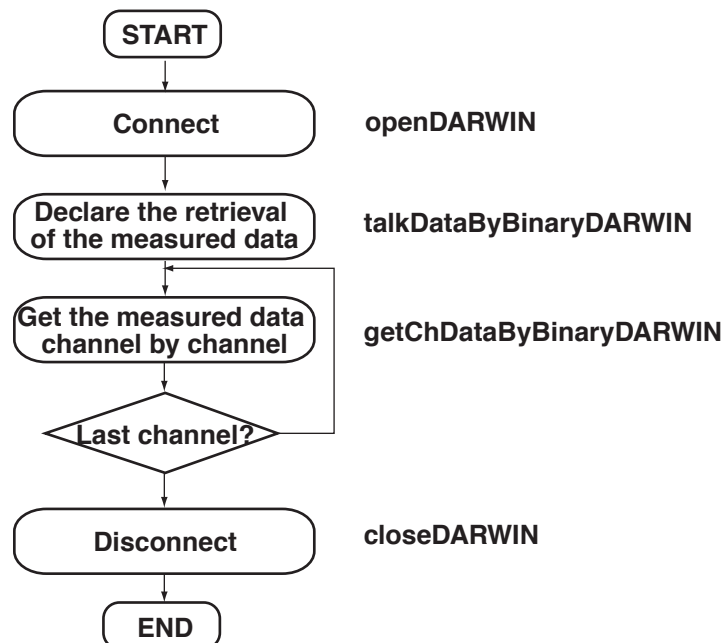 START
Connect
openDARWIN
Declare the retrieval
of the measured data
talkDataByBinaryDARWIN
Get the measured data
channel by channel
getChDataByBinaryDARWIN
Last channel?
Disconnect
closeDARWIN
END